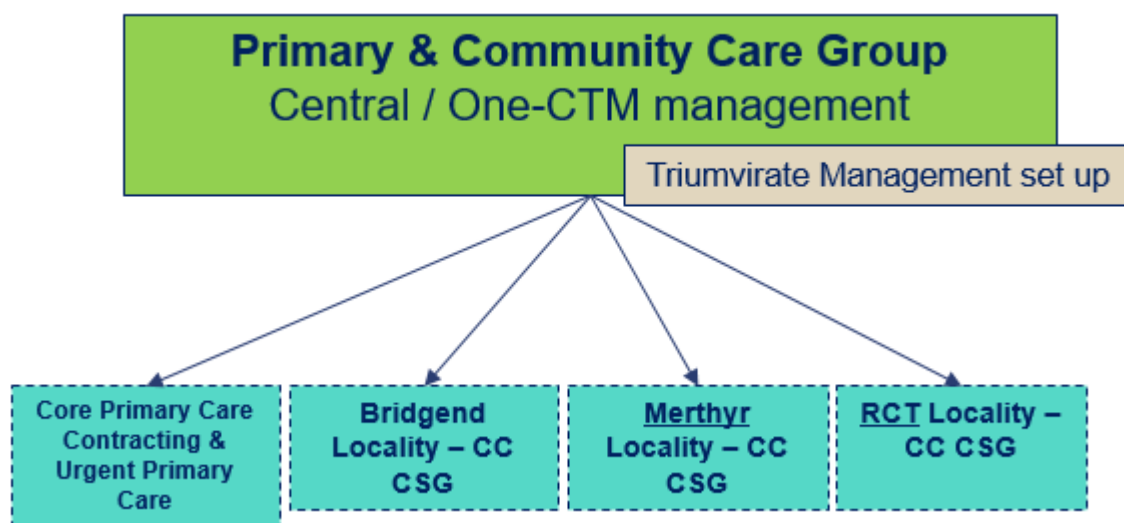 Primary & Community Care Group
Central / One-CTM management
Triumvirate Management set up
Core Primary Care
Contracting &
Urgent Primary
Care
Bridgend
Locality – CC
CSG
Merthyr
Locality – CC
CSG
RCT Locality –
CC CSG